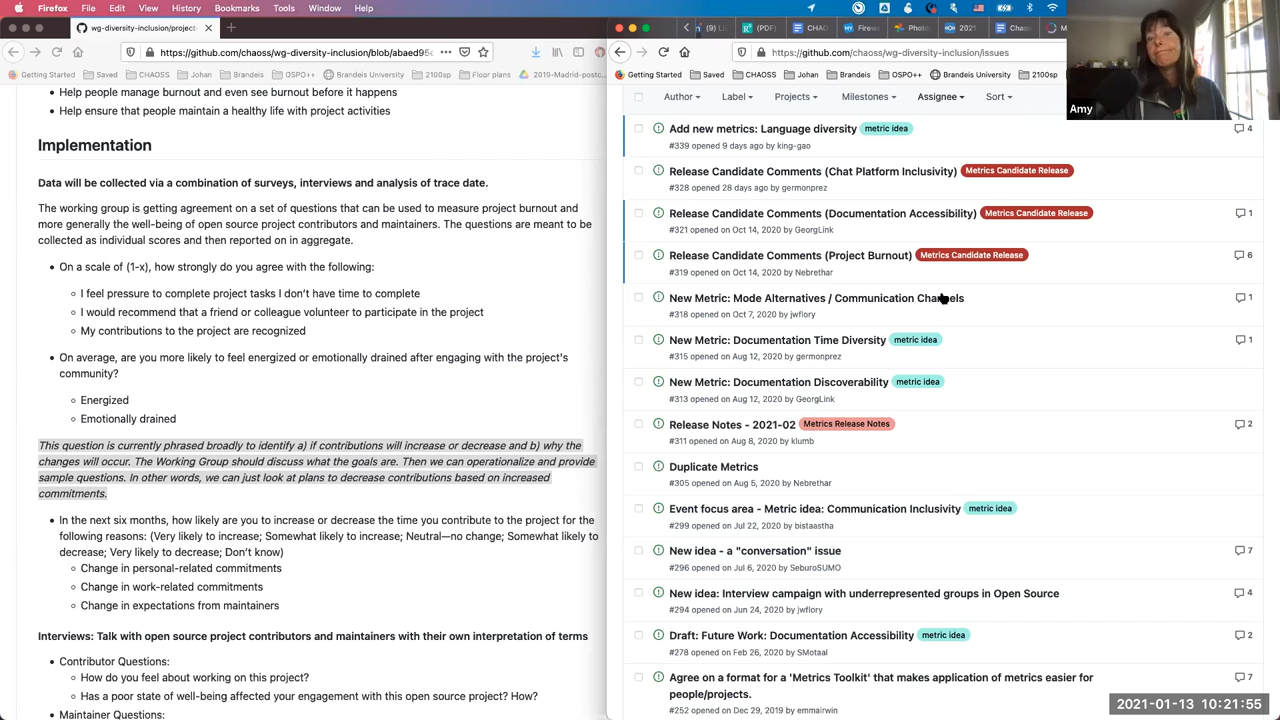 Firefox File Edit View History Bookmarks Tools Window Help
wg-diversity-inclusion/project-
(9) Li
(PDF)
CHAO
Firew
Photo
2021
Chaos
M
https://github.com/chaoss/wg-diversity-inclusion/blob/abaed95
https://github.com/chaoss/wg-diversity-inclusion/issues
Getting Started Saved CHAOSS Johan Brandeis OSPO++ Brandeis University 2100sp Floor plans 2019-Madrid-postc...
Getting Started Saved CHAOSS Johan Brandeis OSPO++ Brandeis University 2100sp
Help people manage burnout and even see burnout before it happens
Help ensure that people maintain a healthy life with project activities
Implementation
Data will be collected via a combination of surveys, interviews and analysis of trace date.
The working group is getting agreement on a set of questions that can be used to measure project burnout and
more generally the well-being of open source project contributors and maintainers. The questions are meant to be
collected as individual scores and then reported on in aggregate.
On a scale of (1-x), how strongly do you agree with the following:
I feel pressure to complete project tasks I don't have time to complete
I would recommend that a friend or colleague volunteer to participate in the project
My contributions to the project are recognized
On average, are you more likely to feel energized or emotionally drained after engaging with the project's
community?
Energized
Emotionally drained
This question is currently phrased broadly to identify a) if contributions will increase or decrease and b) why the
changes will occur. The Working Group should discuss what the goals are. Then we can operationalize and provide
sample questions. In other words, we can just look at plans to decrease contributions based on increased
commitments.
In the next six months, how likely are you to increase or decrease the time you contribute to the project for the
following reasons: (Very likely to increase; Somewhat likely to increase; Neutral—no change; Somewhat likely to
decrease; Very likely to decrease; Don't know)
Change in personal-related commitments
Change in work-related commitments
Change in expectations from maintainers
Interviews: Talk with open source project contributors and maintainers with their own interpretation of terms
Contributor Questions:
How do you feel about working on this project?
Has a poor state of well-being affected your engagement with this open source project? How?
Maintainer Questions:
Author Label Projects Milestones Assignee Sort
Add new metrics: Language diversity metric idea 4
#339 opened 9 days ago by king-gao
Release Candidate Comments (Chat Platform Inclusivity) Metrics Candidate Release
#328 opened 28 days ago by germonprez
Release Candidate Comments (Documentation Accessibility) Metrics Candidate Release 1
#321 opened on Oct 14, 2020 by GeorgLink
Release Candidate Comments (Project Burnout) Metrics Candidate Release 6
#319 opened on Oct 14, 2020 by Nebrethar
New Metric: Mode Alternatives / Communication Channels 1
#318 opened on Oct 7, 2020 by jwflory
New Metric: Documentation Time Diversity metric idea 1
#315 opened on Aug 12, 2020 by germonprez
New Metric: Documentation Discoverability metric idea
#313 opened on Aug 12, 2020 by GeorgLink
Release Notes - 2021-02 Metrics Release Notes 2
#311 opened on Aug 8, 2020 by klumb
Duplicate Metrics
#305 opened on Aug 5, 2020 by Nebrethar
Event focus area - Metric idea: Communication Inclusivity metric idea
#299 opened on Jul 22, 2020 by bistaastha
New idea - a "conversation" issue 7
#296 opened on Jul 6, 2020 by SeburoSUMO
New idea: Interview campaign with underrepresented groups in Open Source 4
#294 opened on Jun 24, 2020 by jwflory
Draft: Future Work: Documentation Accessibility metric idea 2
#278 opened on Feb 26, 2020 by SMotaal
Agree on a format for a 'Metrics Toolkit' that makes application of metrics easier for 7
people/projects.
#252 opened on Dec 29, 2019 by emmairwin
Amy
2021-01-13 10:21:55